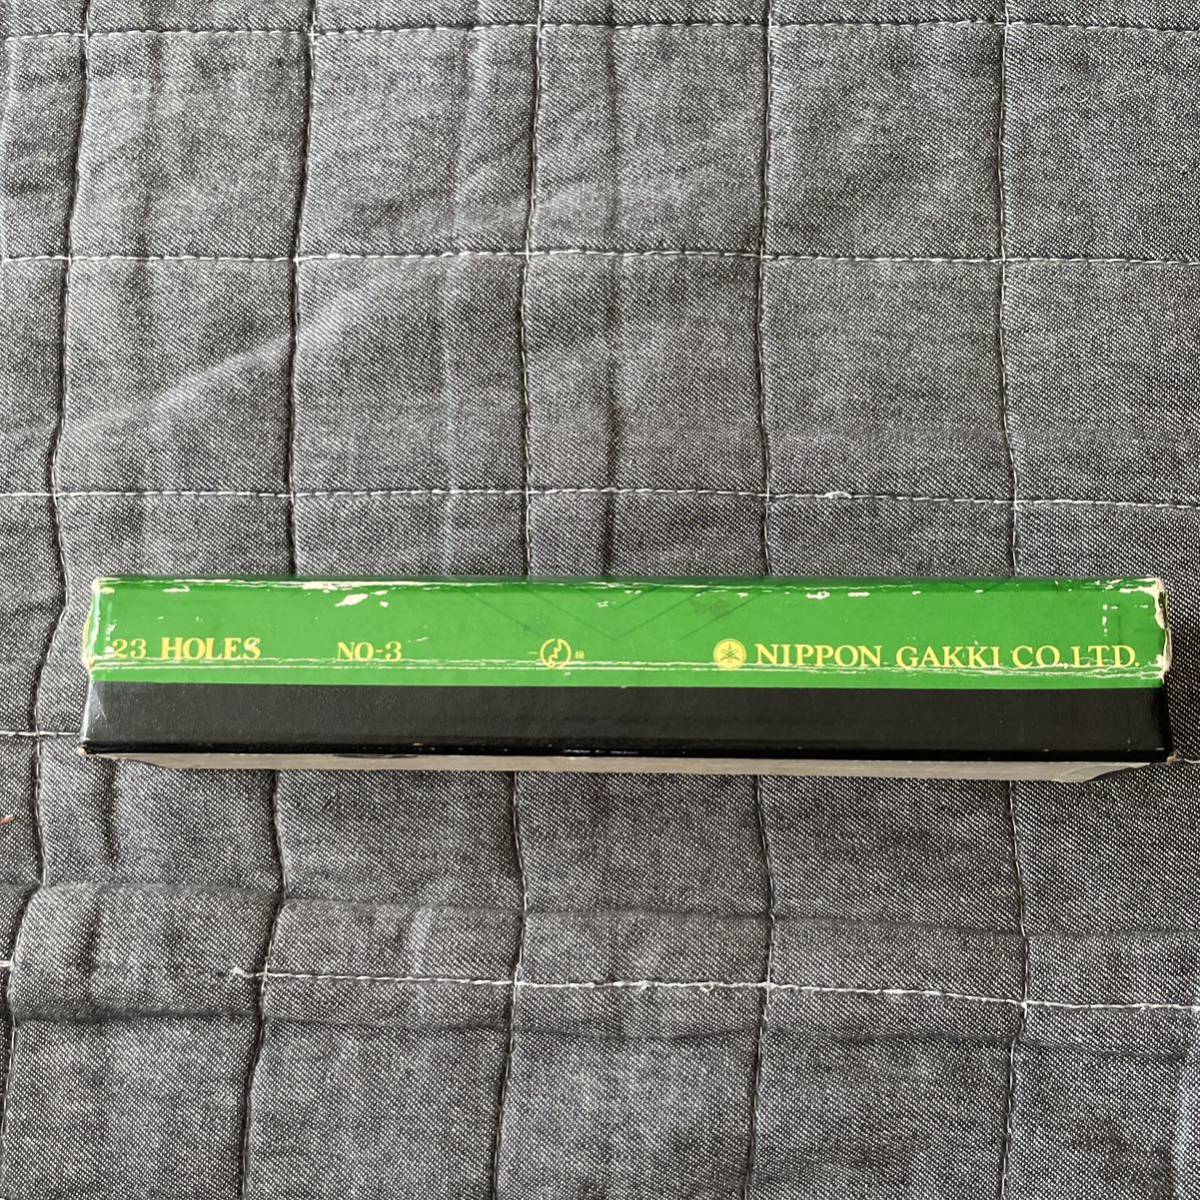 23 HOLES NO-3 NIPPON GAKKI CO., LTD.